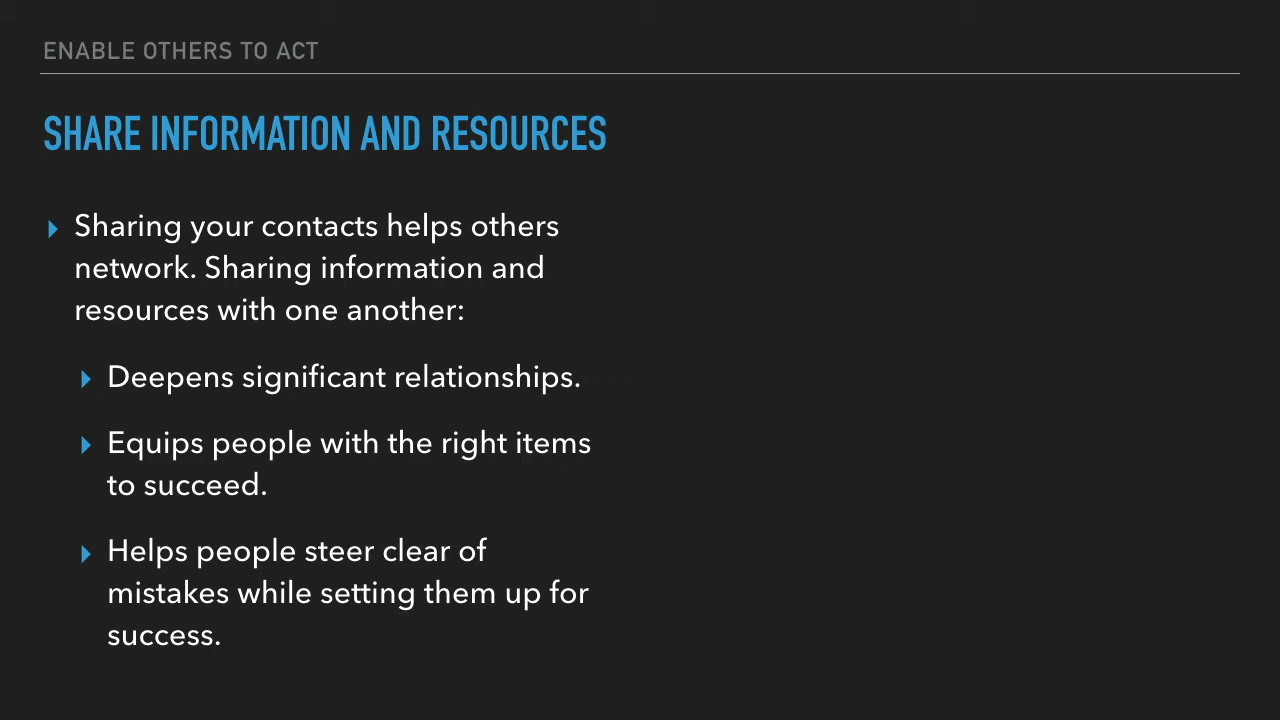 ENABLE OTHERS TO ACT
SHARE INFORMATION AND RESOURCES
Sharing your contacts helps others
network. Sharing information and
resources with one another:
Deepens significant relationships.
Equips people with the right items
to succeed.
Helps people steer clear of
mistakes while setting them up for
success.